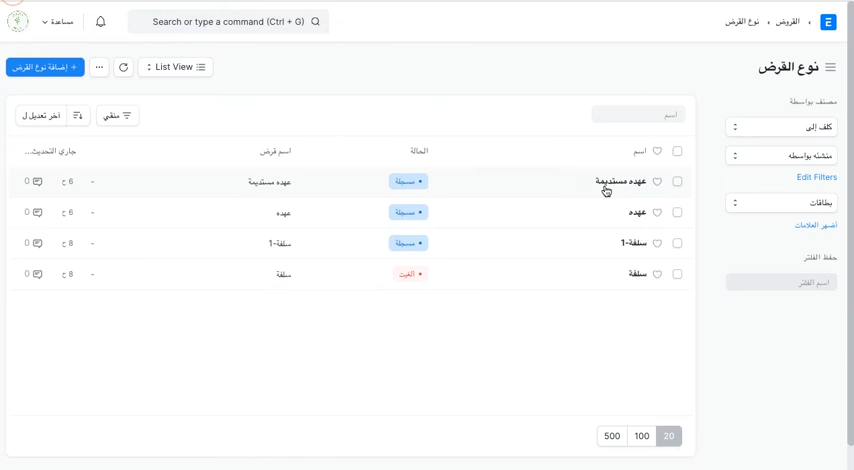 E
القروض
نوع القرض
Search or type a command (Ctrl + G)
مساعدة
نوع القرض
List View
...
+ إضافة نوع القرض
مصنف بواسطة
كلف إلى
منشئه بواسطه
Edit Filters
بطاقات
أضهر العلامات
حفظ الفلتر
اسم الفلتر
اسم
منقي
آخر تعديل ل
اسم
الحالة
اسم قرض
جاري التحديث...
عهده مستديمة
مسجلة
عهده مستديمة
-
6 ح
0
عهده
مسجلة
عهده
-
6 ح
0
سلفة-1
مسجلة
سلفة-1
-
8 ح
0
سلفة
ألغيت
سلفة
-
8 ح
0
500
100
20